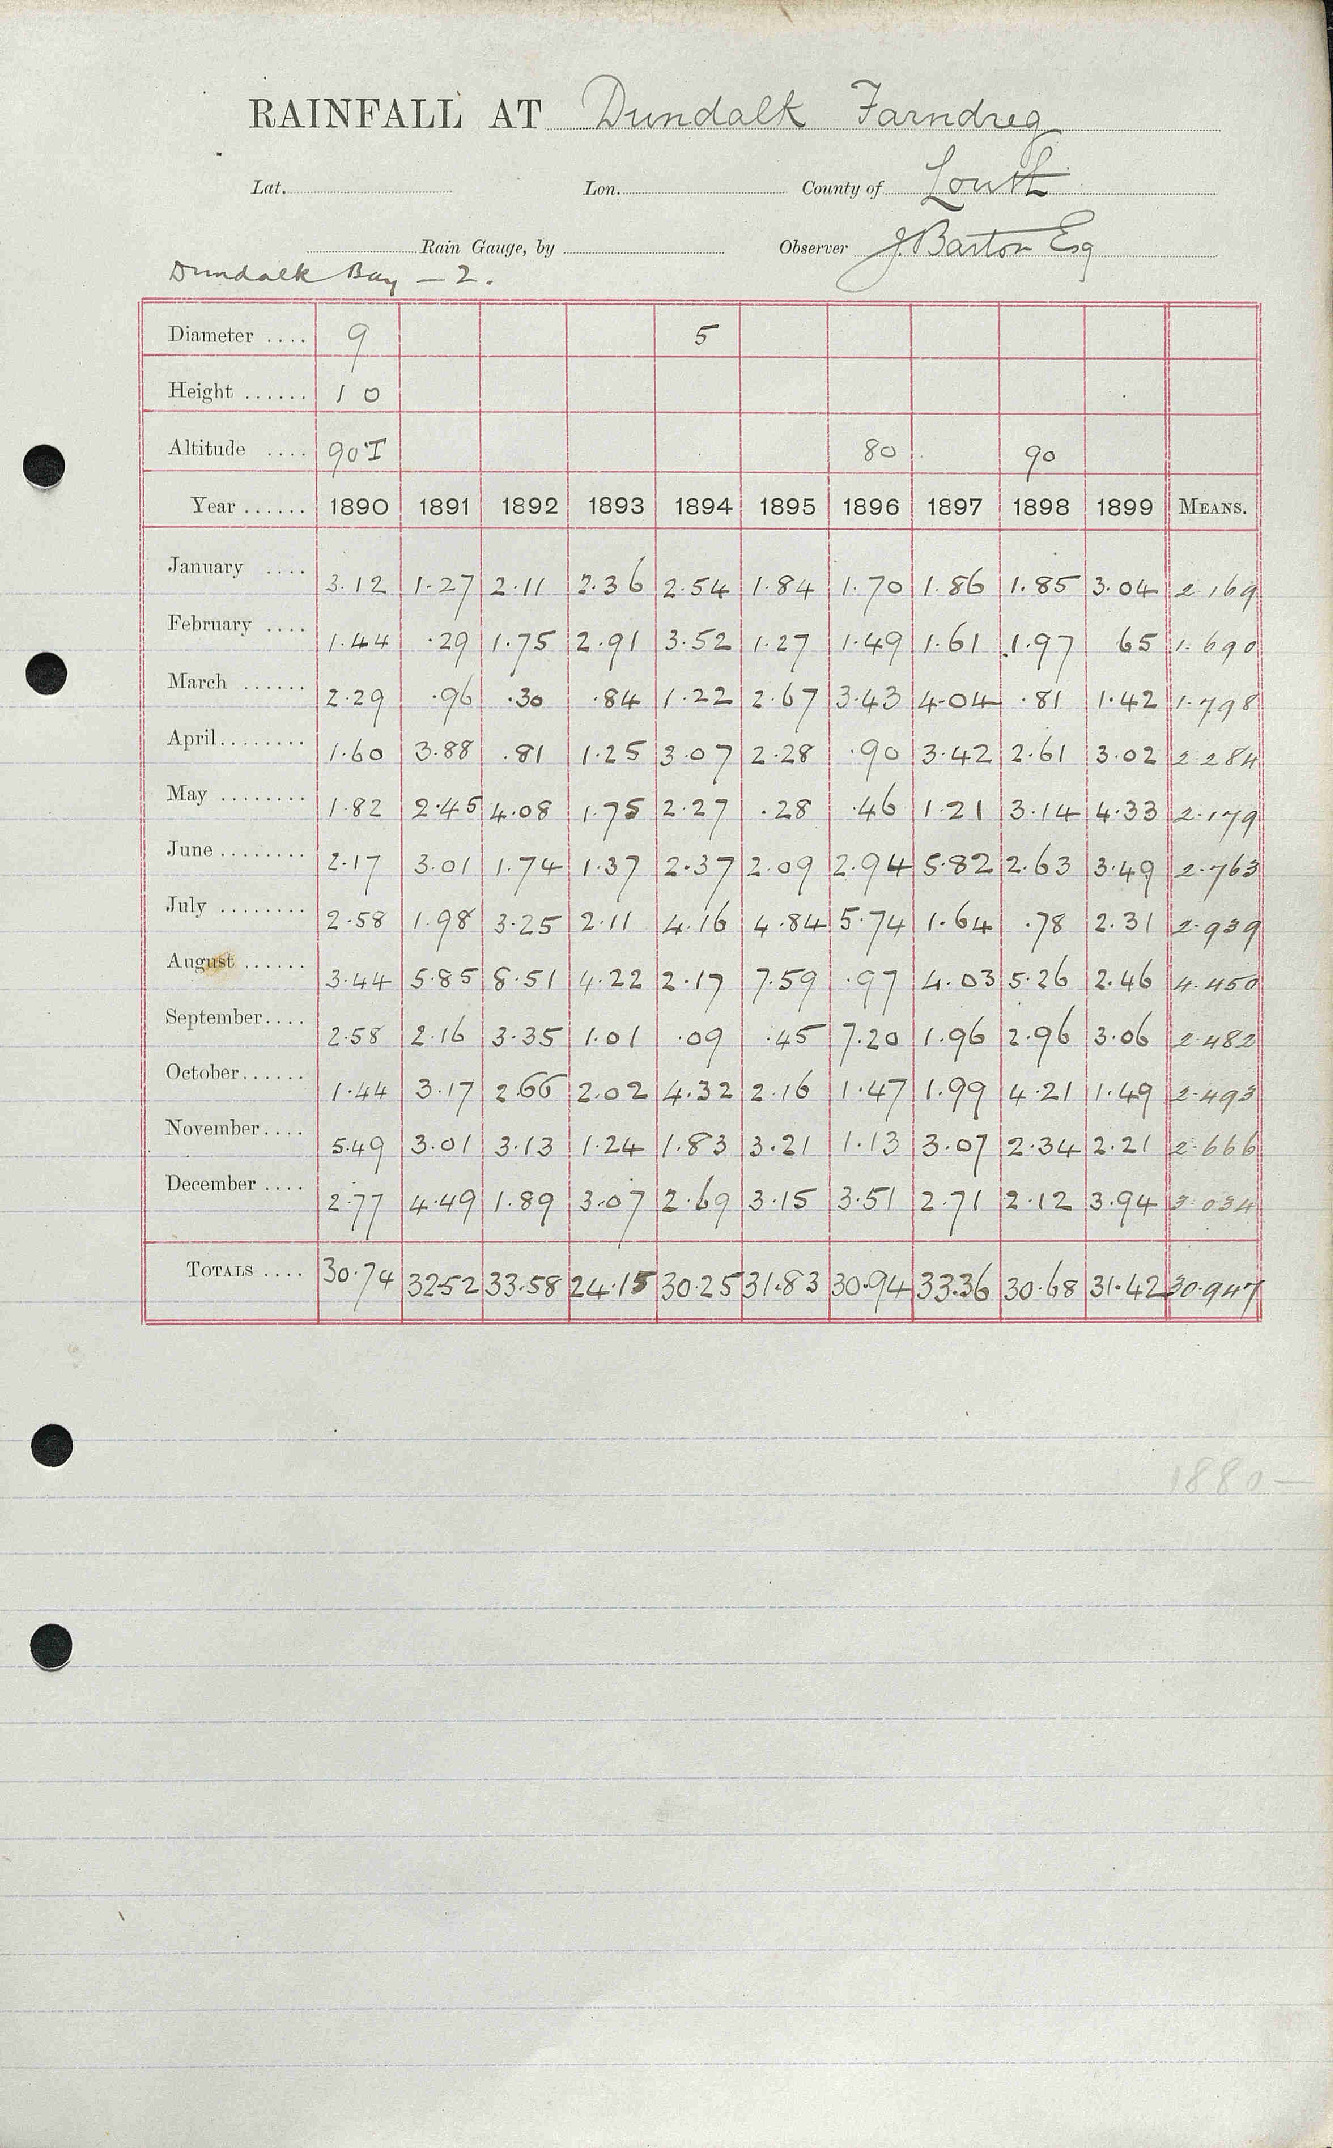 RAINFALL AT Dundalk Farndreg
Lat. Lon. County of Louth
Rain Gauge, by Observer J. Barton Esq
Dundalk Bay - 2.
Diameter .... 9 5
Height ...... 1 0
Altitude .... 90T 80 90
Year ...... 1890 1891 1892 1893 1894 1895 1896 1897 1898 1899 MEANS.
January .... 3.12 1.27 2.11 2.36 2.54 1.84 1.70 1.86 1.85 3.04 2.169
February .... 1.44 .29 1.75 2.91 3.52 1.27 1.49 1.61 1.97 65 1.690
March ...... 2.29 .96 .30 .84 1.22 2.67 3.43 4.04 .81 1.42 1.798
April........ 1.60 3.88 .81 1.25 3.07 2.28 .90 3.42 2.61 3.02 2.284
May ........ 1.82 2.45 4.08 1.75 2.27 .28 .46 1.21 3.14 4.33 2.179
June ........ 2.17 3.01 1.74 1.37 2.37 2.09 2.94 5.82 2.63 3.49 2.763
July ........ 2.58 1.98 3.25 2.11 4.16 4.84 5.74 1.64 .78 2.31 2.939
August ...... 3.44 5.85 8.51 4.22 2.17 7.59 .97 4.03 5.26 2.46 4.450
September.... 2.58 2.16 3.35 1.01 .09 .45 7.20 1.96 2.96 3.06 2.482
October...... 1.44 3.17 2.66 2.02 4.32 2.16 1.47 1.99 4.21 1.49 2.493
November.... 5.49 3.01 3.13 1.24 1.83 3.21 1.13 3.07 2.34 2.21 2.666
December .... 2.77 4.49 1.89 3.07 2.69 3.15 3.51 2.71 2.12 3.94 3.034
TOTALS .... 30.74 32.52 33.58 24.15 30.25 31.83 30.94 33.36 30.68 31.42 30.947
1880-